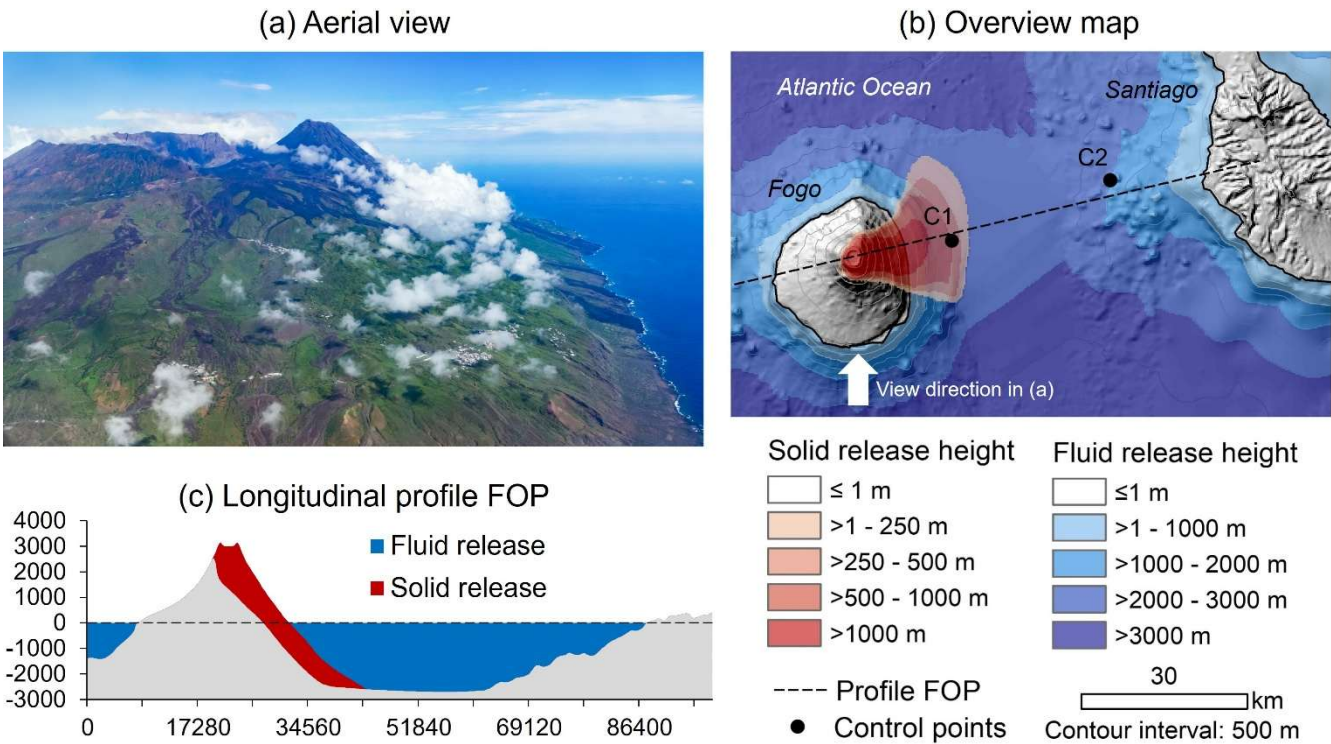 (a) Aerial view
(b) Overview map
Atlantic Ocean
Santiago
C2
Fogo
C1
View direction in (a)
(c) Longitudinal profile FOP
4000
3000
2000
1000
0
-1000
-2000
-3000
Fluid release
Solid release
0 17280 34560 51840 69120 86400
Solid release height
≤ 1 m
>1 - 250 m
>250 - 500 m
>500 - 1000 m
>1000 m
Fluid release height
≤1 m
>1 - 1000 m
>1000 - 2000 m
>2000 - 3000 m
>3000 m
Profile FOP
Control points
30
km
Contour interval: 500 m